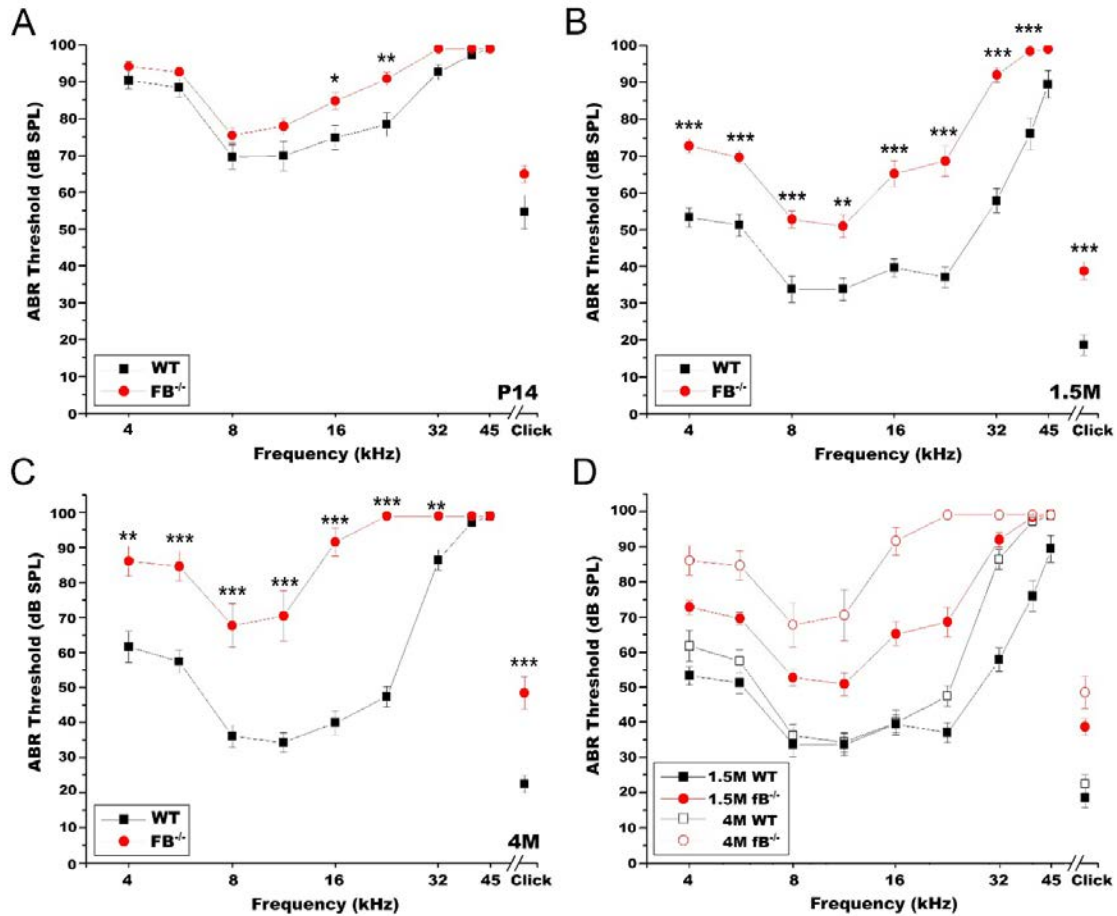 A
ABR Threshold (dB SPL)
100
90
80
70
60
50
40
30
20
10
0
* **
WT
FB-/-
P14
4 8 16 32 45 Click
Frequency (kHz)
B
ABR Threshold (dB SPL)
100
90
80
70
60
50
40
30
20
10
0
*** *** *** ** *** *** *** *** ***
WT
FB-/-
1.5M
4 8 16 32 45 Click
Frequency (kHz)
C
ABR Threshold (dB SPL)
100
90
80
70
60
50
40
30
20
10
0
** *** *** *** *** *** ** ***
WT
FB-/-
4M
4 8 16 32 45 Click
Frequency (kHz)
D
ABR Threshold (dB SPL)
100
90
80
70
60
50
40
30
20
10
0
1.5M WT
1.5M fB-/-
4M WT
4M fB-/-
4 8 16 32 45 Click
Frequency (kHz)